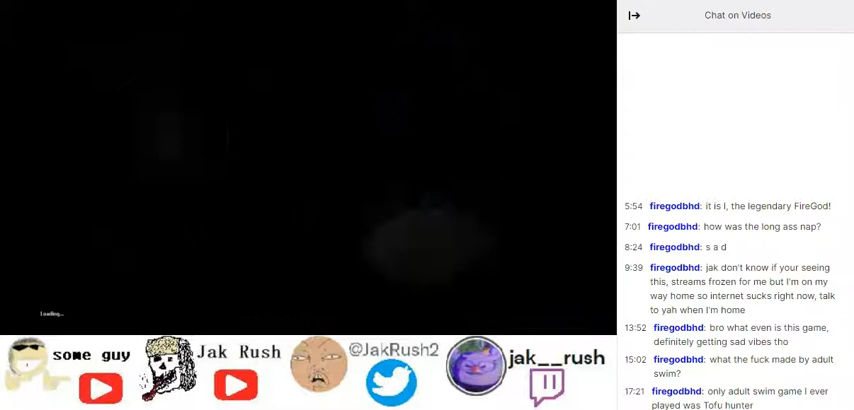 Chat on Videos
5:54 firegodbhd: it is I, the legendary FireGod!
7:01 firegodbhd: how was the long ass nap?
8:24 firegodbhd: s a d
9:39 firegodbhd: jak don't know if your seeing
this, streams frozen for me but I'm on my
way home so internet sucks right now, talk
to yah when I'm home
13:52 firegodbhd: bro what even is this game,
definitely getting sad vibes tho
15:02 firegodbhd: what the fuck made by adult
swim?
17:21 firegodbhd: only adult swim game I ever
played was Tofu hunter
Loading...
some guy
Jak Rush
@JakRush2
jak__rush